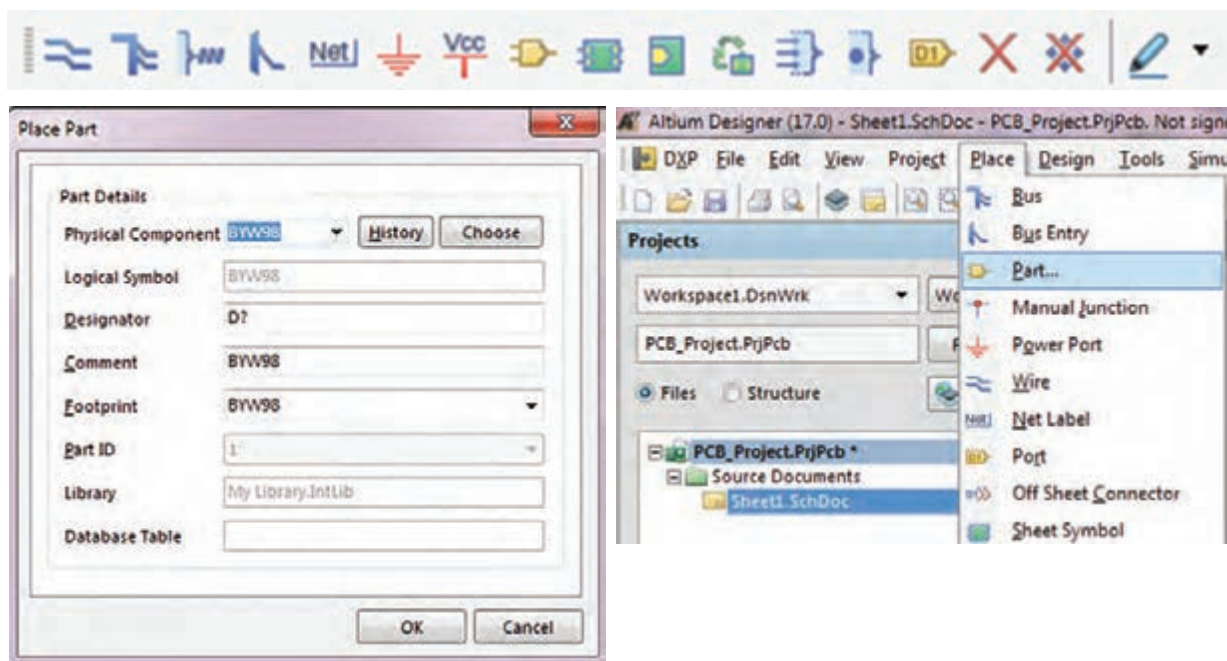 Net
Vcc
D1
Place Part
Part Details
Physical Component BYW98 History Choose
Logical Symbol BYW98
Designator D?
Comment BYW98
Footprint BYW98
Part ID 1
Library My Library.IntLib
Database Table
OK Cancel
Altium Designer (17.0) - Sheet1.SchDoc - PCB_Project.PrjPcb. Not signe
DXP File Edit View Project Place Design Tools Simu
Projects
Workspace1.DsnWrk Wo
PCB_Project.PrjPcb P
Files Structure
PCB_Project.PrjPcb *
Source Documents
Sheet1.SchDoc
Bus
Bus Entry
Part...
Manual Junction
Power Port
Wire
Net Net Label
D1 Port
Off Sheet Connector
Sheet Symbol